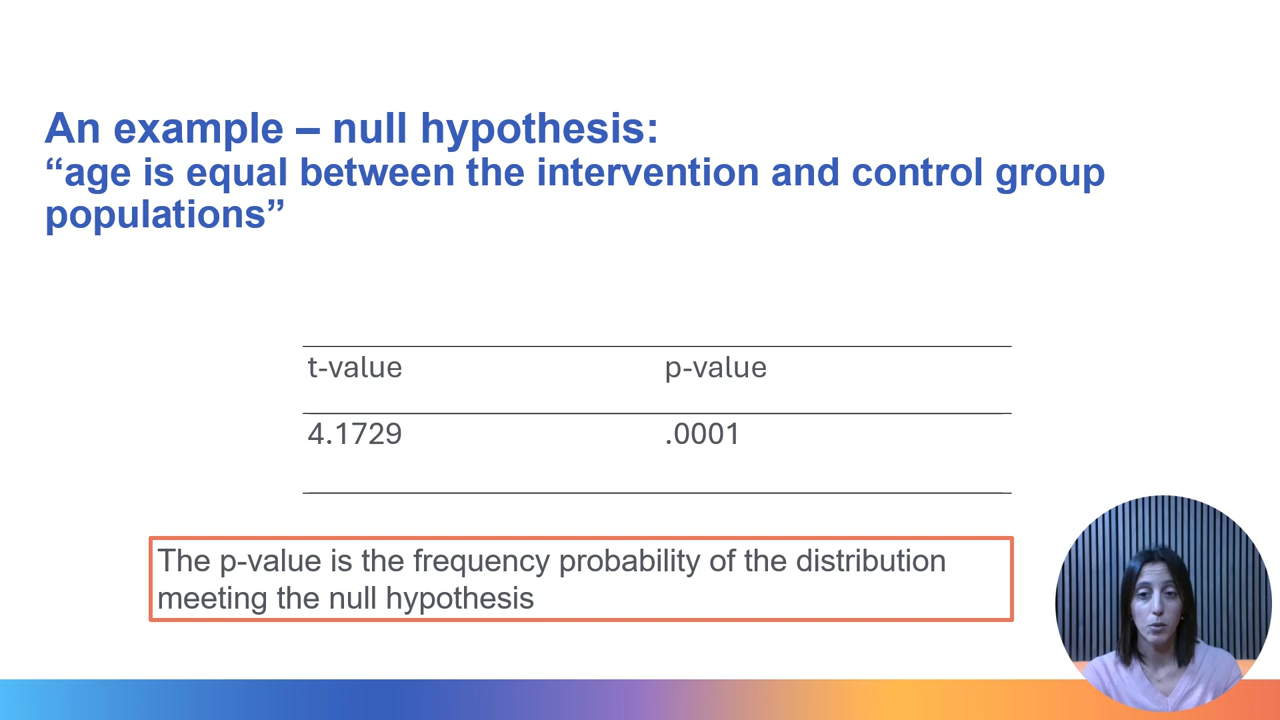 An example – null hypothesis:
“age is equal between the intervention and control group
populations”
t-value p-value
4.1729 .0001
The p-value is the frequency probability of the distribution
meeting the null hypothesis